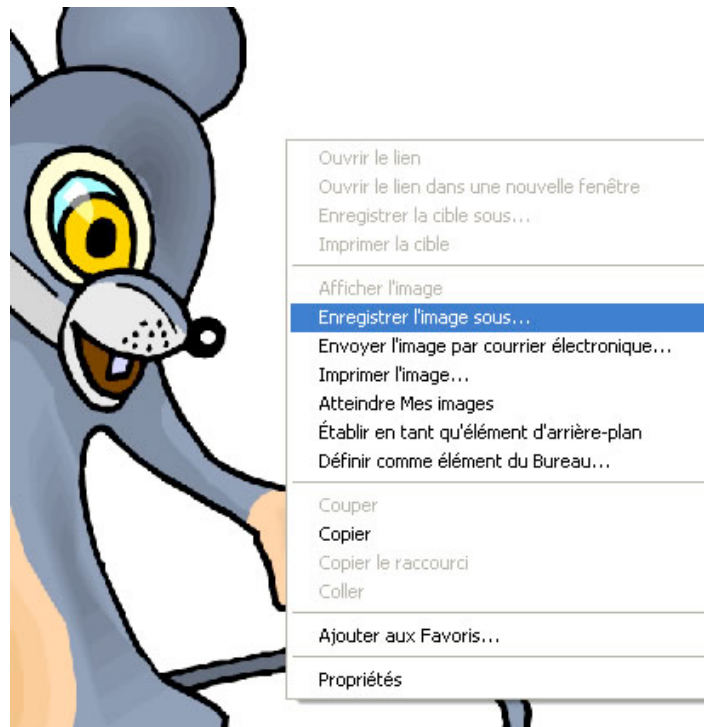 Ouvrir le lien
Ouvrir le lien dans une nouvelle fenêtre
Enregistrer la cible sous...
Imprimer la cible
Afficher l'image
Enregistrer l'image sous...
Envoyer l'image par courrier électronique...
Imprimer l'image...
Atteindre Mes images
Établir en tant qu'élément d'arrière-plan
Définir comme élément du Bureau...
Couper
Copier
Copier le raccourci
Coller
Ajouter aux Favoris...
Propriétés